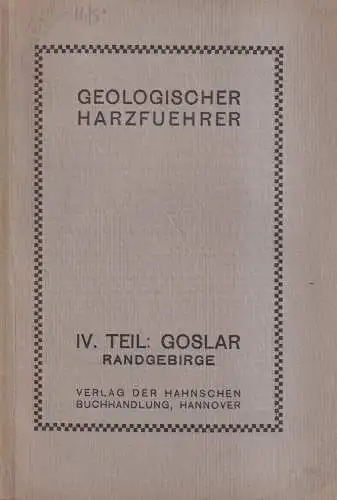 GEOLOGISCHER
HARZFUEHRER
IV. TEIL: GOSLAR
RANDGEBIRGE
VERLAG DER HAHNSCHEN
BUCHHANDLUNG, HANNOVER